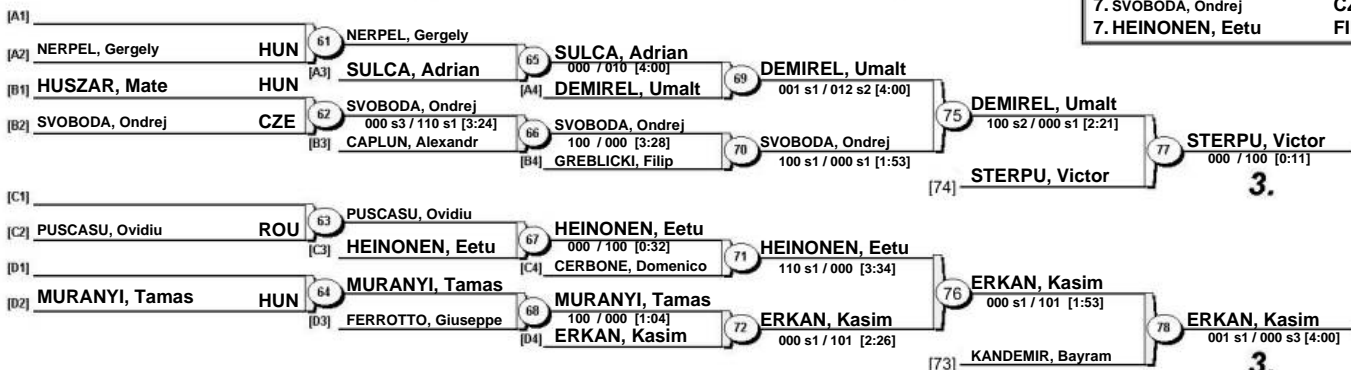 7. SVOBODA, Ondrej
7. HEINONEN, Eetu FI
[A1]
[A2] NERPEL, Gergely HUN
61 NERPEL, Gergely
[A3] SULCA, Adrian
65 SULCA, Adrian
000 / 010 [4:00]
[A4] DEMIREL, Umalt
69 DEMIREL, Umalt
001 s1 / 012 s2 [4:00]
[B1] HUSZAR, Mate HUN
[B2] SVOBODA, Ondrej CZE
62 SVOBODA, Ondrej
000 s3 / 110 s1 [3:24]
[B3] CAPLUN, Alexandr
66 SVOBODA, Ondrej
100 / 000 [3:28]
[B4] GREBLICKI, Filip
70 SVOBODA, Ondrej
100 s1 / 000 s1 [1:53]
75 DEMIREL, Umalt
100 s2 / 000 s1 [2:21]
[74] STERPU, Victor
77 STERPU, Victor
000 / 100 [0:11]
3.
[C1]
[C2] PUSCASU, Ovidiu ROU
63 PUSCASU, Ovidiu
[C3] HEINONEN, Eetu
67 HEINONEN, Eetu
000 / 100 [0:32]
[C4] CERBONE, Domenico
71 HEINONEN, Eetu
110 s1 / 000 [3:34]
[D1]
[D2] MURANYI, Tamas HUN
64 MURANYI, Tamas
[D3] FERROTTO, Giuseppe
68 MURANYI, Tamas
100 / 000 [1:04]
[D4] ERKAN, Kasim
72 ERKAN, Kasim
000 s1 / 101 [2:26]
76 ERKAN, Kasim
000 s1 / 101 [1:53]
[73] KANDEMIR, Bayram
78 ERKAN, Kasim
001 s1 / 000 s3 [4:00]
3.